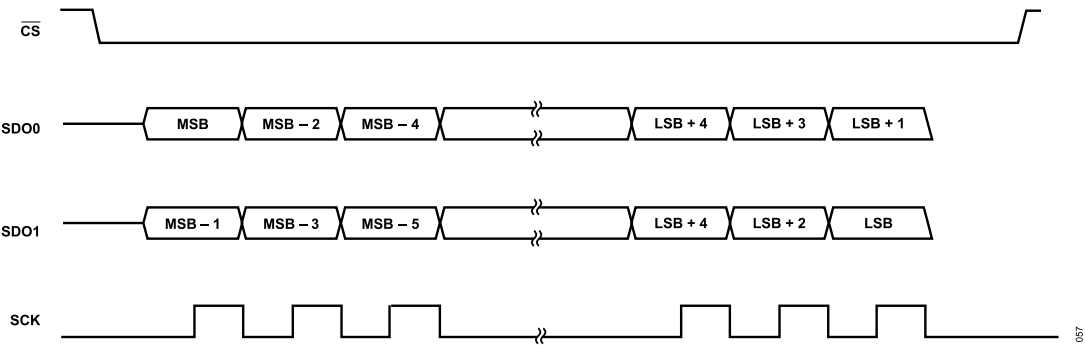 CS
SDO0 MSB MSB – 2 MSB – 4 LSB + 4 LSB + 3 LSB + 1
SDO1 MSB – 1 MSB – 3 MSB – 5 LSB + 4 LSB + 2 LSB
SCK
057